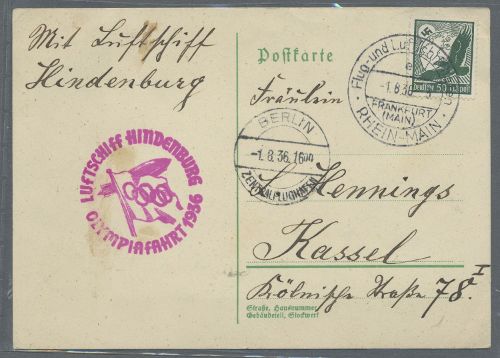 Mit Luftschiff
Hindenburg
Postkarte
Fräulein
BERLIN
-1.8.36.16
ZENTRALFLUGHAFEN
Flug- und Luft
-1.8.36
FRANKFURT
(MAIN)
RHEIN-MAIN
Deutsches Reich
50
LUFTSCHIFF HINDENBURG
OLYMPIAFAHRT 1936
Hennings
Kassel
Kölnische Straße 78 I
Straße, Hausnummer,
Gebäudeteil, Stockwerk